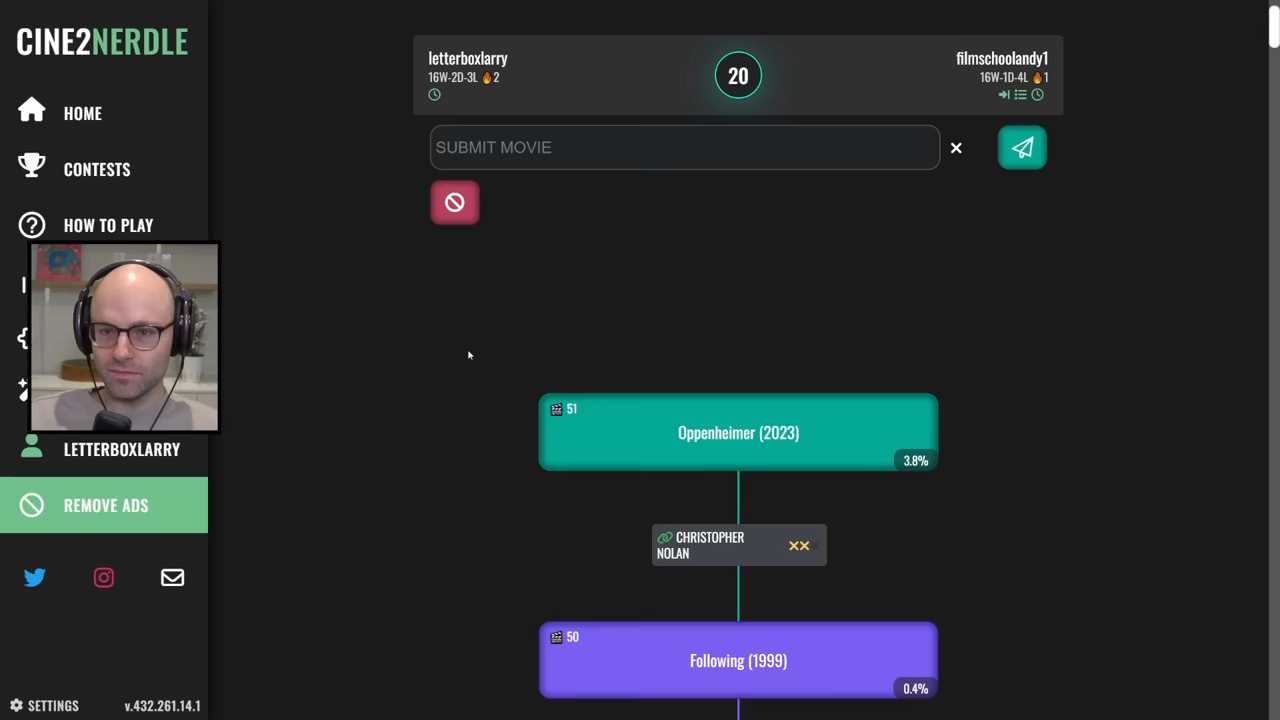 CINE2NERDLE
HOME
CONTESTS
HOW TO PLAY
LETTERBOXLARRY
REMOVE ADS
SETTINGS
v.432.261.14.1
letterboxlarry
16W-2D-3L 🔥2
20
filmschoolandy1
16W-1D-4L 🔥1
SUBMIT MOVIE
51
Oppenheimer (2023)
3.8%
CHRISTOPHER
NOLAN
50
Following (1999)
0.4%